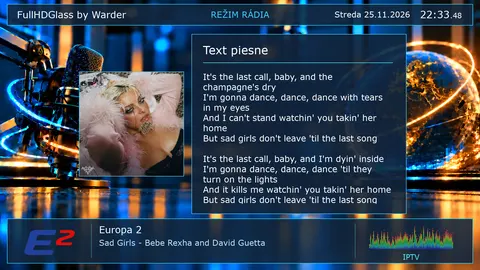 FullHDGlass by Warder
REŽIM RÁDIA
Streda 25.11.2026
22:33.48
Text piesne
It's the last call, baby, and the
champagne's dry
I'm gonna dance, dance, dance with tears
in my eyes
And I can't stand watchin' you takin' her
home
But sad girls don't leave 'til the last song
It's the last call, baby, and I'm dyin' inside
I'm gonna dance, dance, dance 'til they
turn on the lights
And it kills me watchin' you takin' her home
But sad girls don't leave 'til the last song
E2
Europa 2
Sad Girls - Bebe Rexha and David Guetta
IPTV